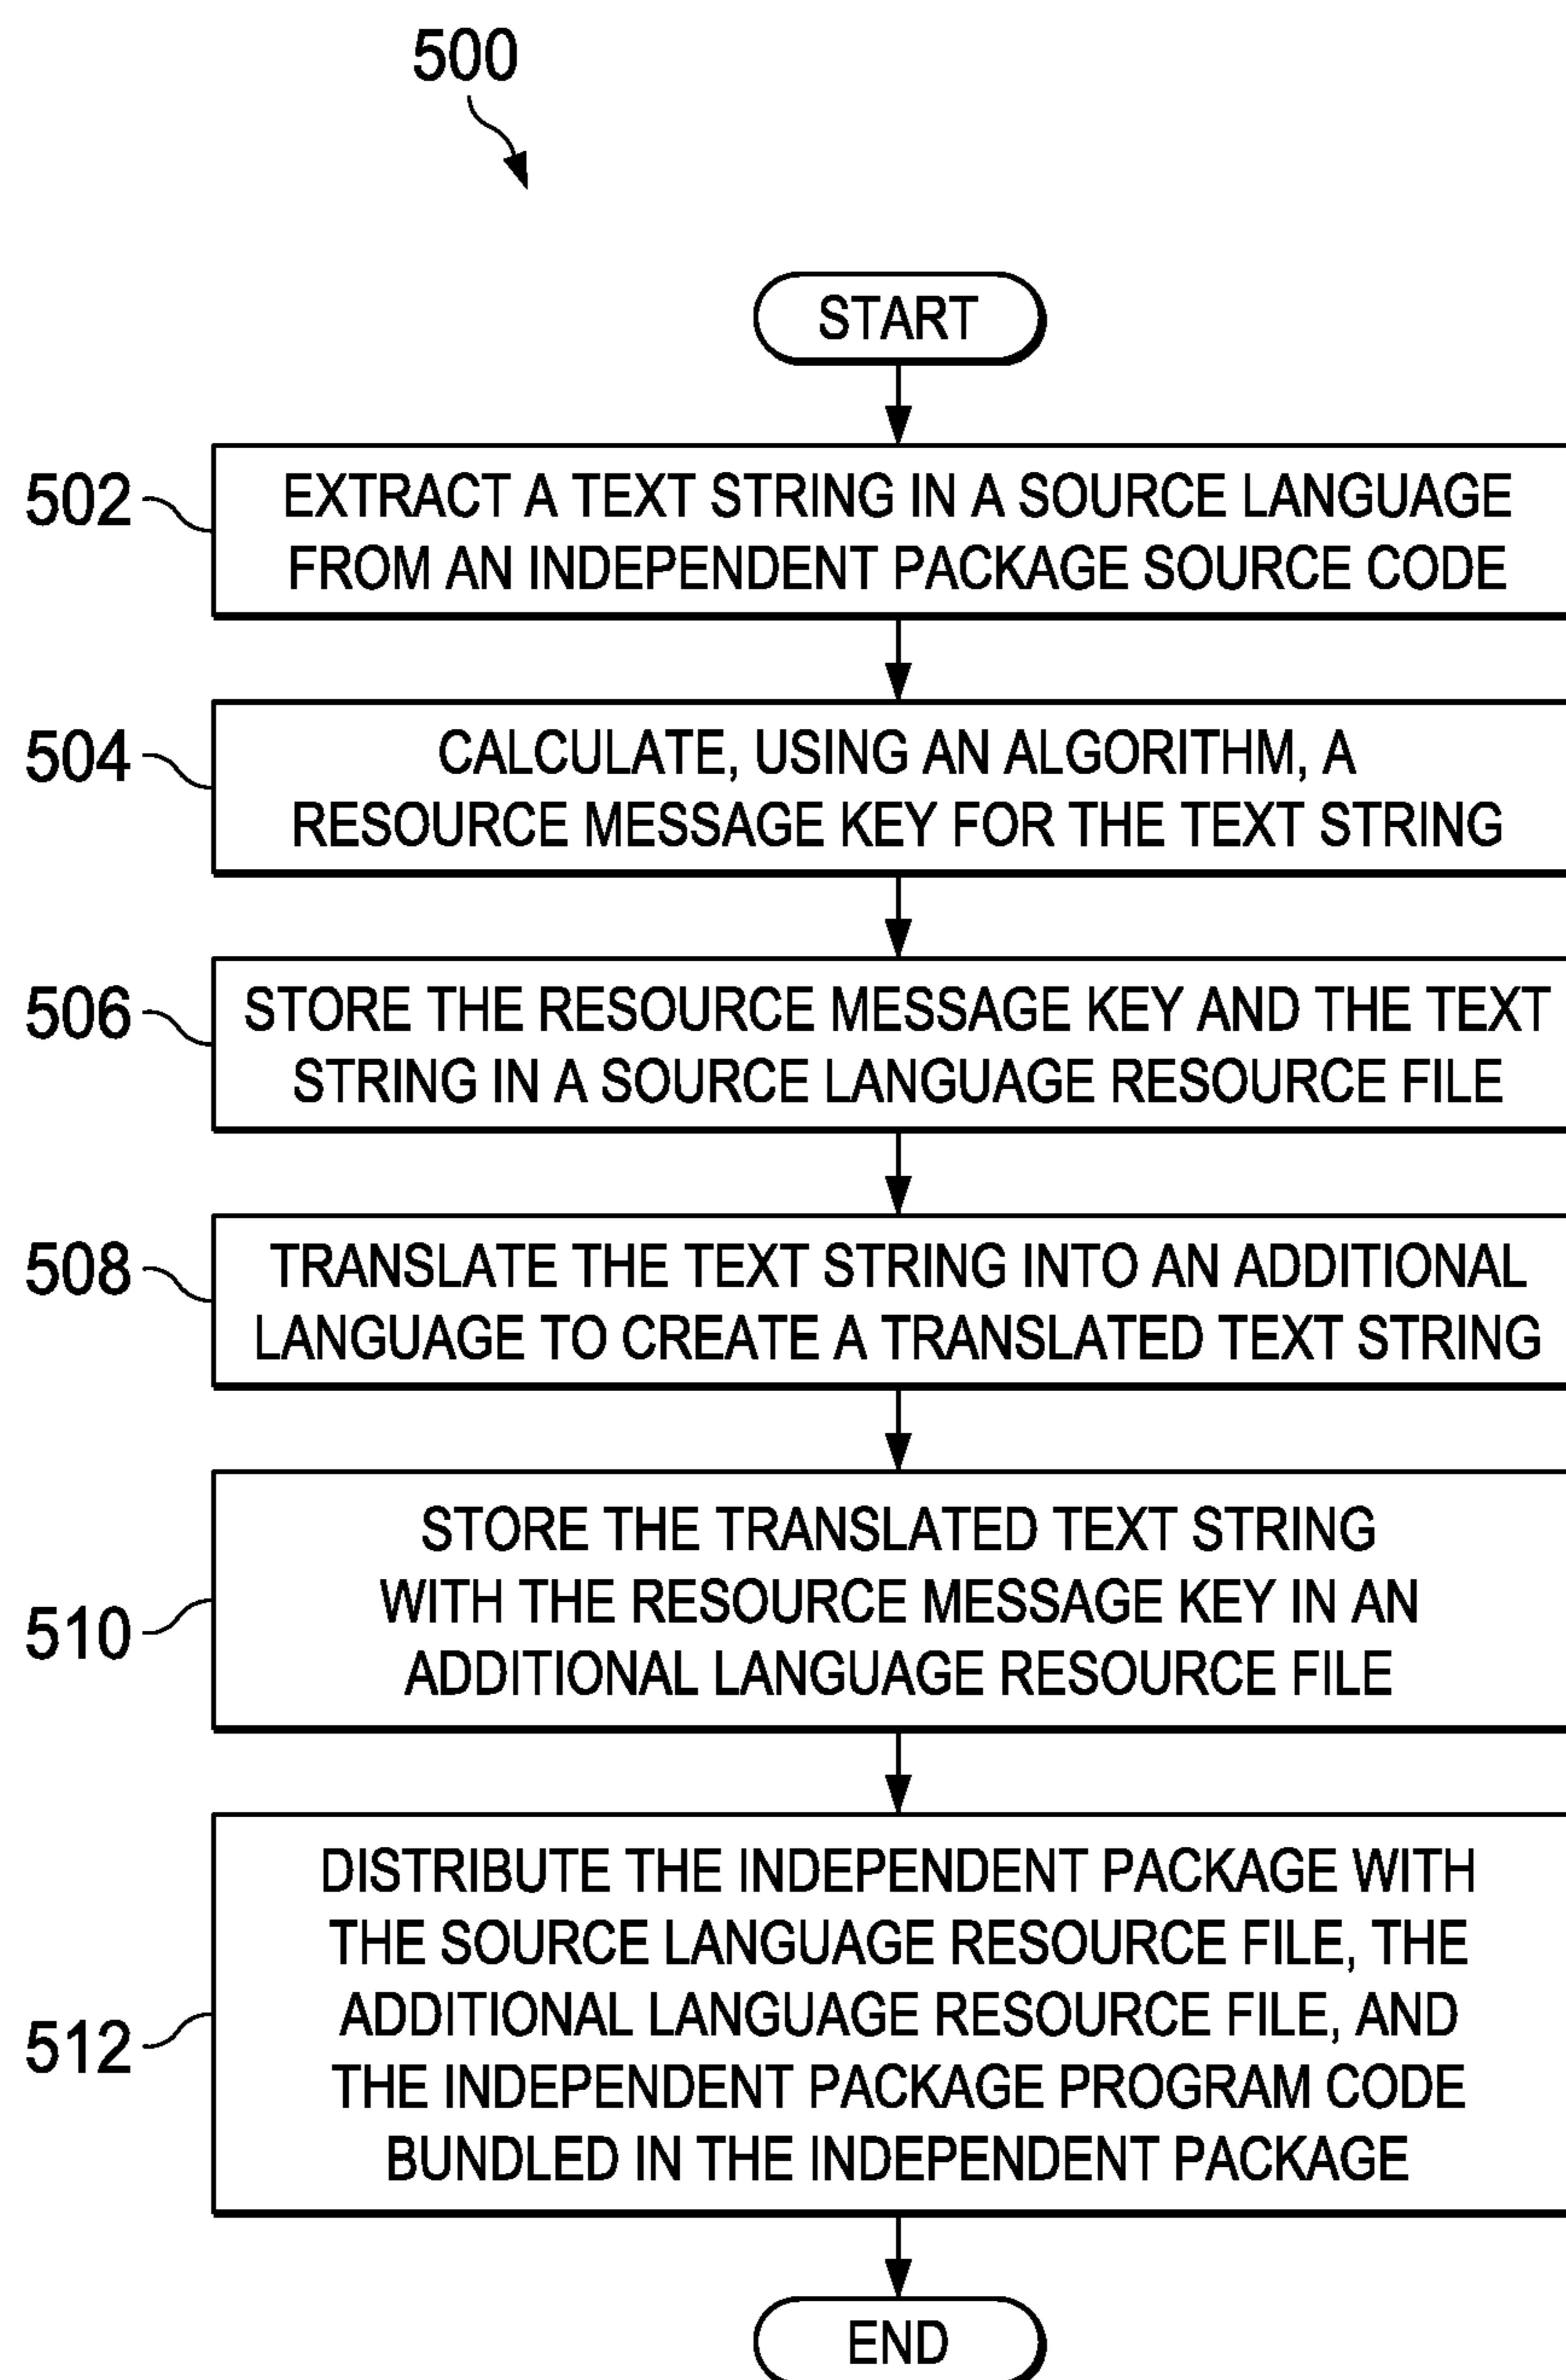 500
START
502
EXTRACT A TEXT STRING IN A SOURCE LANGUAGE
FROM AN INDEPENDENT PACKAGE SOURCE CODE
504
CALCULATE, USING AN ALGORITHM, A
RESOURCE MESSAGE KEY FOR THE TEXT STRING
506
STORE THE RESOURCE MESSAGE KEY AND THE TEXT
STRING IN A SOURCE LANGUAGE RESOURCE FILE
508
TRANSLATE THE TEXT STRING INTO AN ADDITIONAL
LANGUAGE TO CREATE A TRANSLATED TEXT STRING
510
STORE THE TRANSLATED TEXT STRING
WITH THE RESOURCE MESSAGE KEY IN AN
ADDITIONAL LANGUAGE RESOURCE FILE
512
DISTRIBUTE THE INDEPENDENT PACKAGE WITH
THE SOURCE LANGUAGE RESOURCE FILE, THE
ADDITIONAL LANGUAGE RESOURCE FILE, AND
THE INDEPENDENT PACKAGE PROGRAM CODE
BUNDLED IN THE INDEPENDENT PACKAGE
END